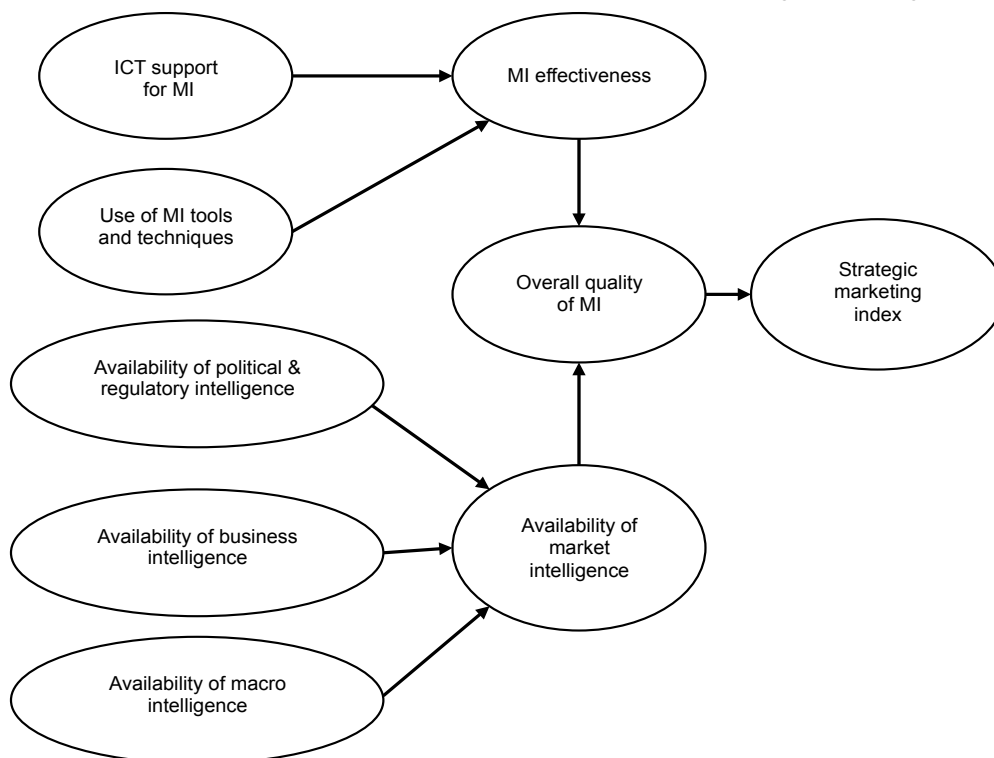 ICT support
for MI
MI effectiveness
Use of MI tools
and techniques
Overall quality
of MI
Strategic
marketing
index
Availability of political &
regulatory intelligence
Availability of business
intelligence
Availability of
market
intelligence
Availability of macro
intelligence